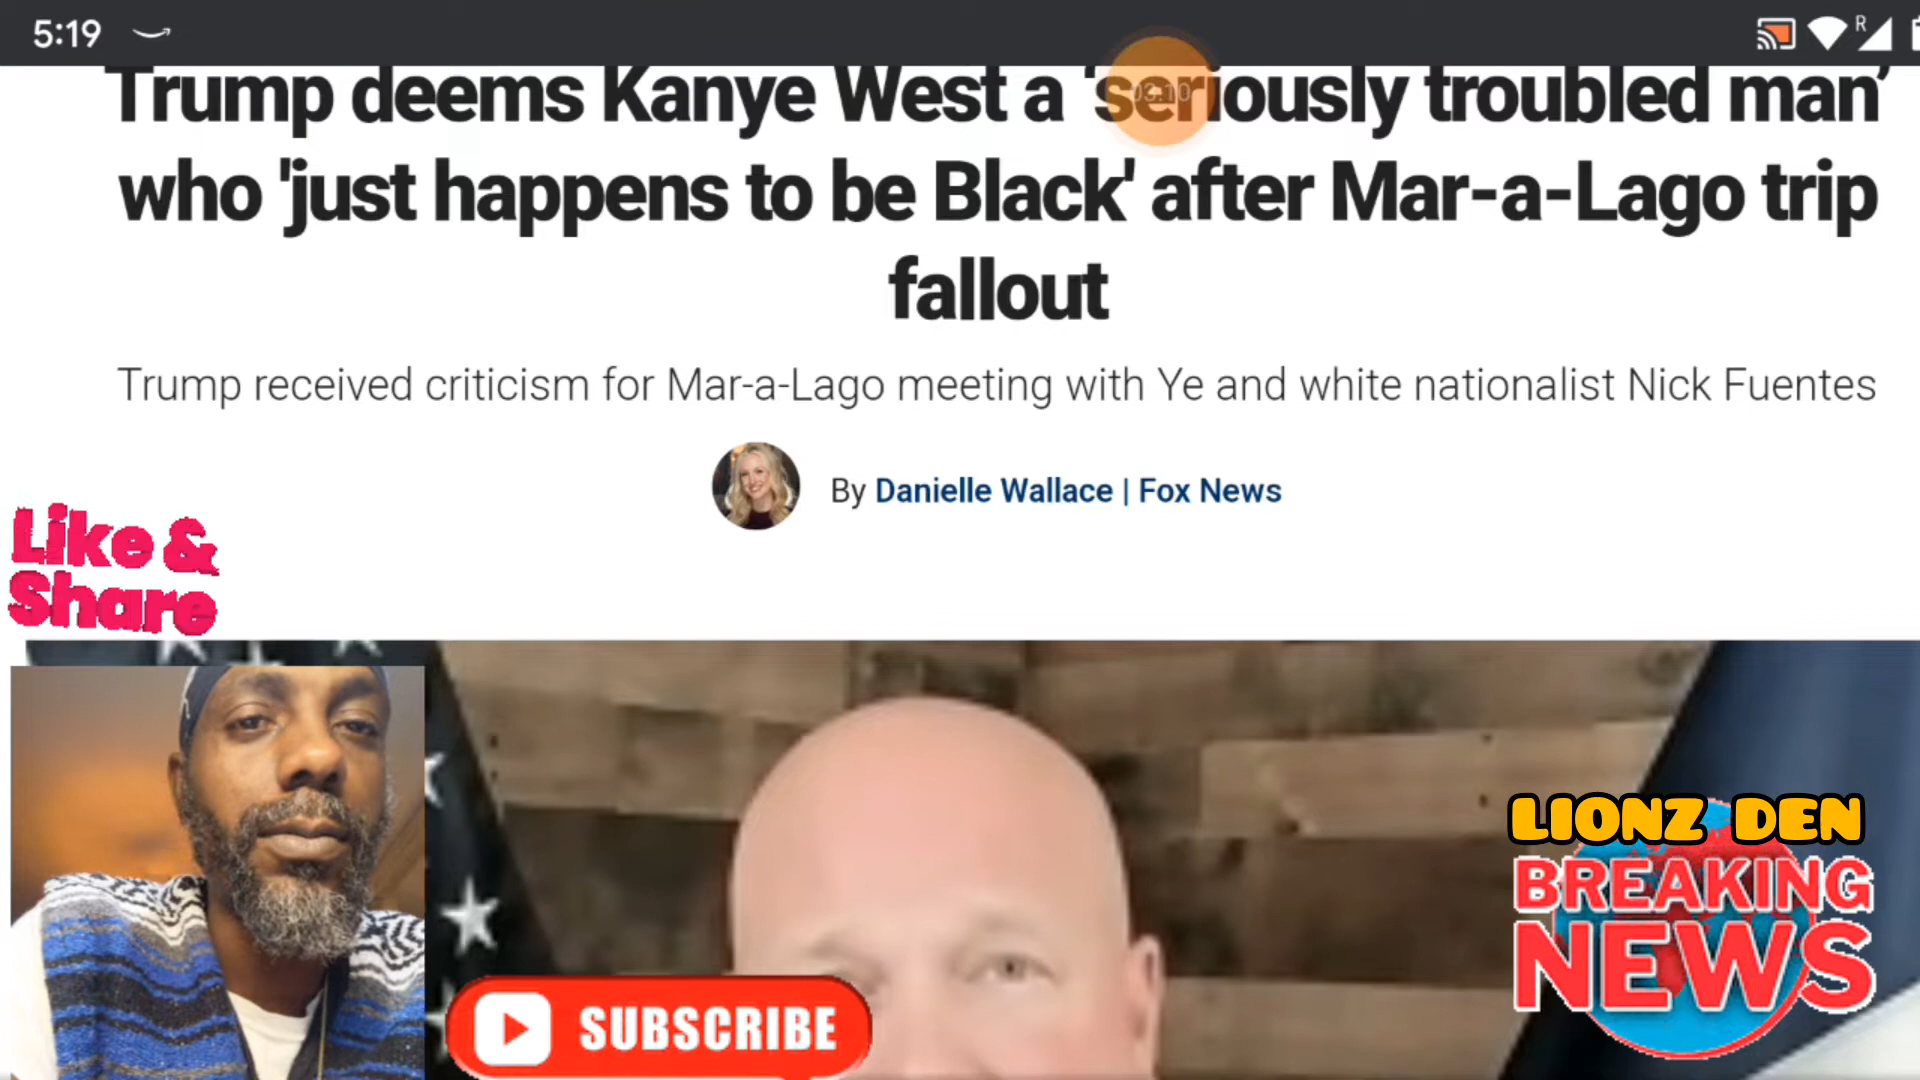 5:19
R
Trump deems Kanye West a 'seriously troubled man'
03:10
who 'just happens to be Black' after Mar-a-Lago trip
fallout
Trump received criticism for Mar-a-Lago meeting with Ye and white nationalist Nick Fuentes
By Danielle Wallace | Fox News
Like &
Share
LIONZ DEN
BREAKING
NEWS
SUBSCRIBE